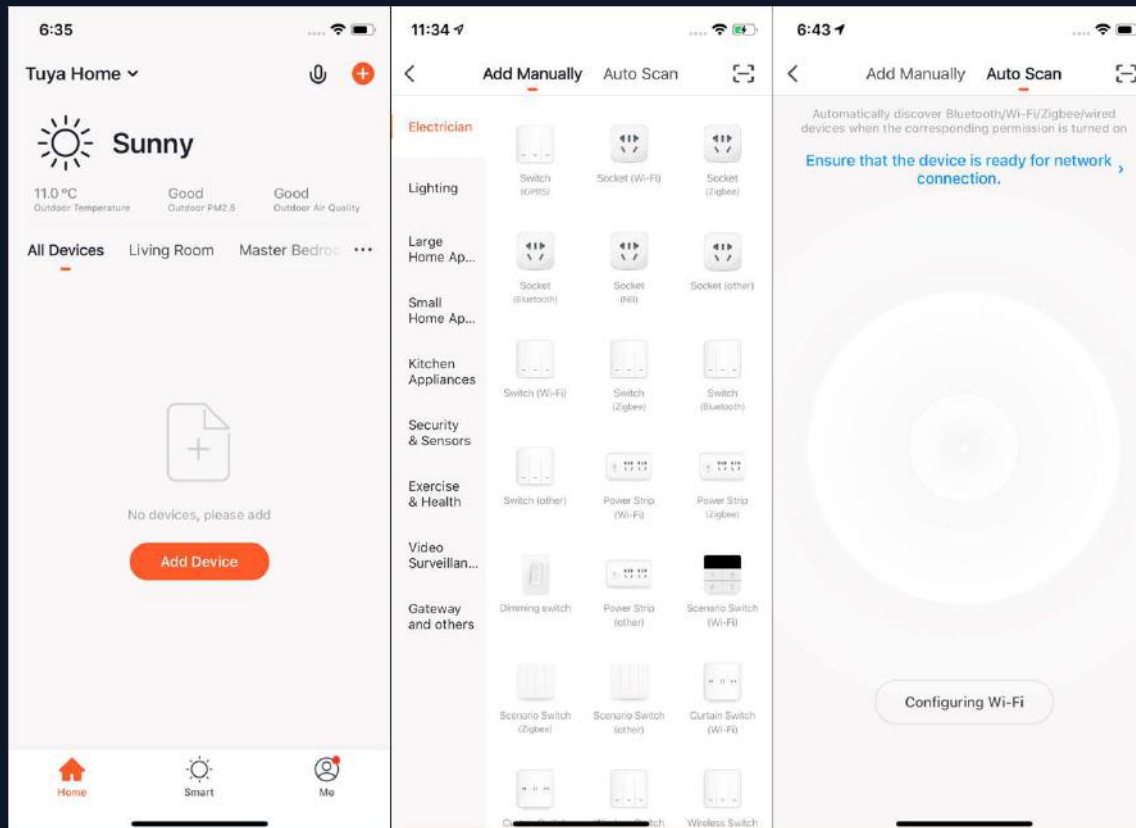 6:35
Tuya Home
Sunny
11.0 °C
Outdoor Temperature
Good
Outdoor PM2.5
Good
Outdoor Air Quality
All Devices
Living Room
Master Bedroo
No devices, please add
Add Device
Home
Smart
Me
11:34
Add Manually
Auto Scan
Electrician
Lighting
Large
Home Ap...
Small
Home Ap...
Kitchen
Appliances
Security
& Sensors
Exercise
& Health
Video
Surveillan...
Gateway
and others
Switch
(GPRS)
Socket (Wi-Fi)
Socket
(Zigbee)
Socket
(Bluetooth)
Socket
(NB)
Socket (other)
Switch (Wi-Fi)
Switch
(Zigbee)
Switch
(Bluetooth)
Switch (other)
Power Strip
(Wi-Fi)
Power Strip
(Zigbee)
Dimming switch
Power Strip
(other)
Scenario Switch
(Wi-Fi)
Scenario Switch
(Zigbee)
Scenario Switch
(other)
Curtain Switch
(Wi-Fi)
Wireless Switch
6:43
Add Manually
Auto Scan
Automatically discover Bluetooth/Wi-Fi/Zigbee/wired
devices when the corresponding permission is turned on
Ensure that the device is ready for network
connection.
Configuring Wi-Fi